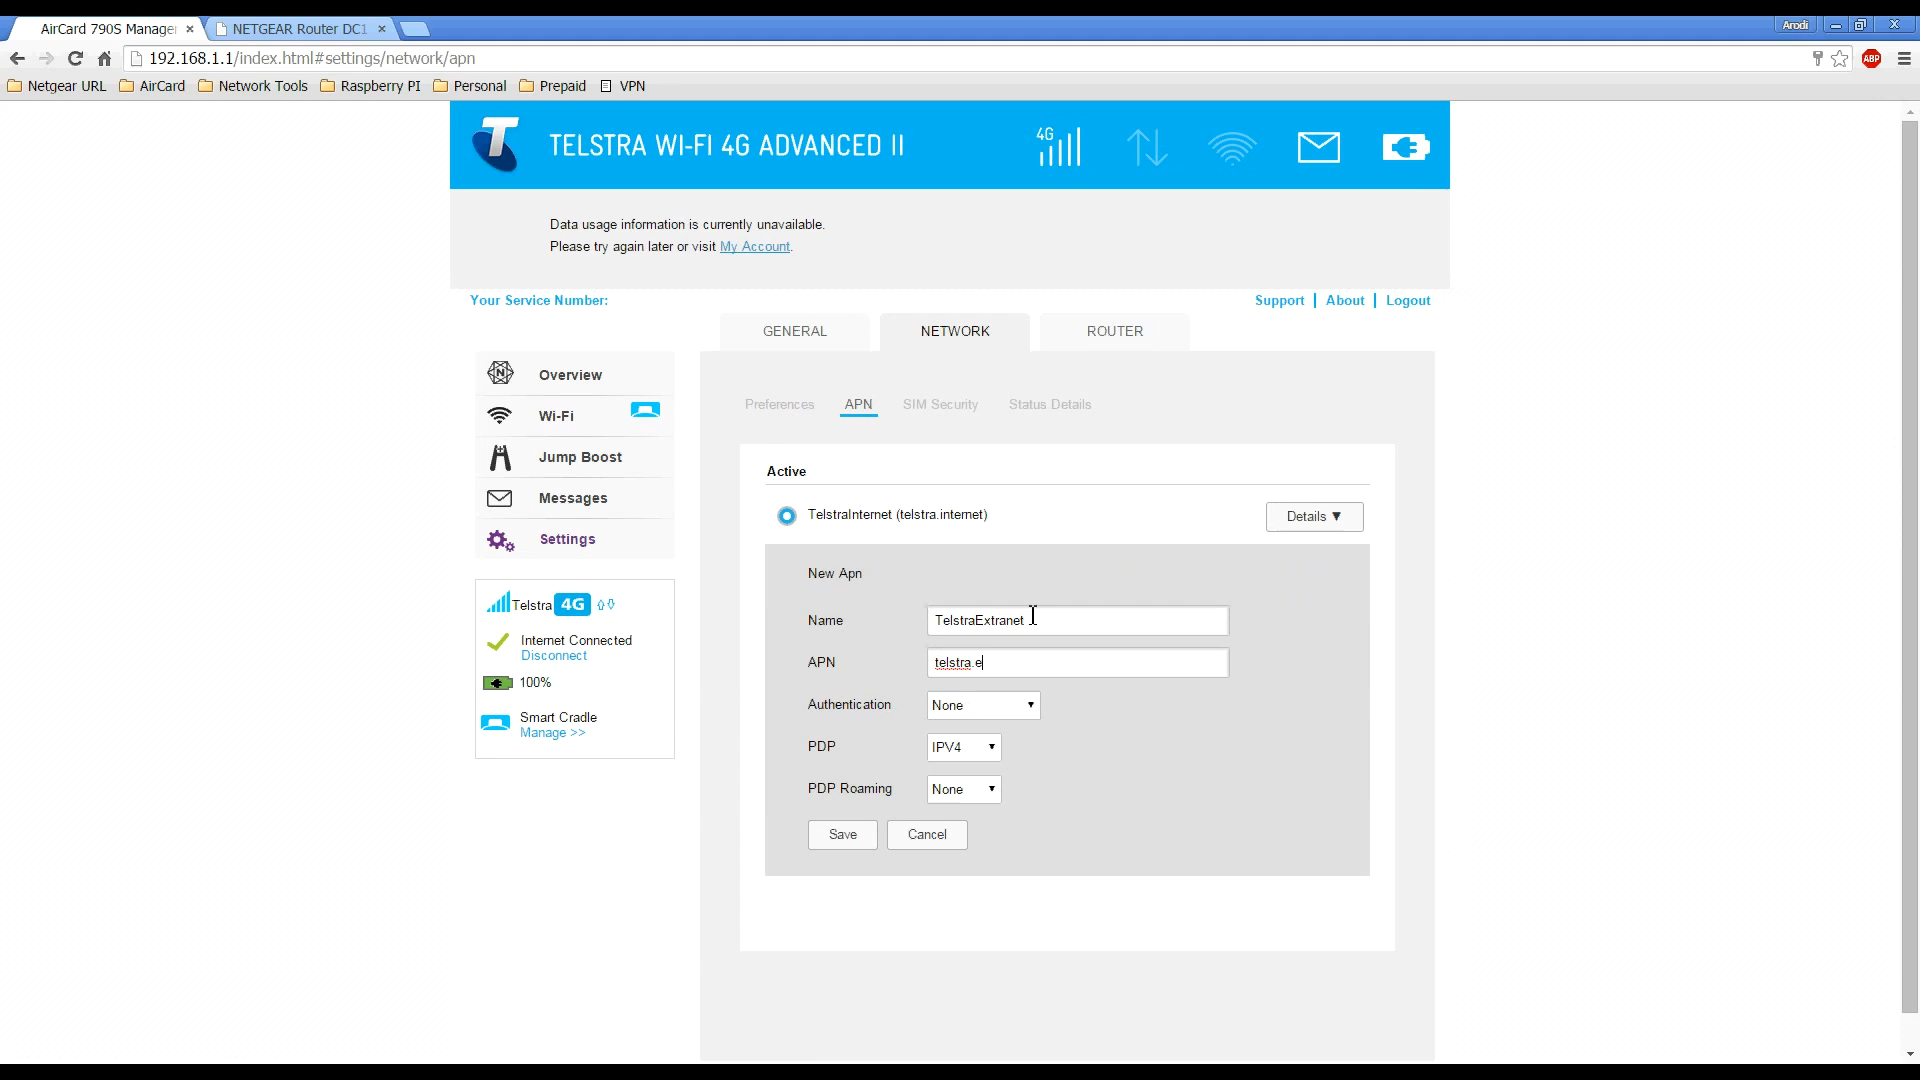 AirCard 790S Manager
NETGEAR Router DC1
Arodi
192.168.1.1/index.html#settings/network/apn
ABP
Netgear URL AirCard Network Tools Raspberry PI Personal Prepaid VPN
T TELSTRA WI-FI 4G ADVANCED II 4G
Data usage information is currently unavailable.
Please try again later or visit My Account.
Your Service Number:
Support | About | Logout
GENERAL NETWORK ROUTER
Overview
Wi-Fi
Jump Boost
Messages
Settings
Telstra 4G
Internet Connected
Disconnect
100%
Smart Cradle
Manage >>
Preferences APN SIM Security Status Details
Active
TelstraInternet (telstra.internet)
Details ▼
New Apn
Name TelstraExtranet
APN telstra.e
Authentication None
PDP IPV4
PDP Roaming None
Save Cancel